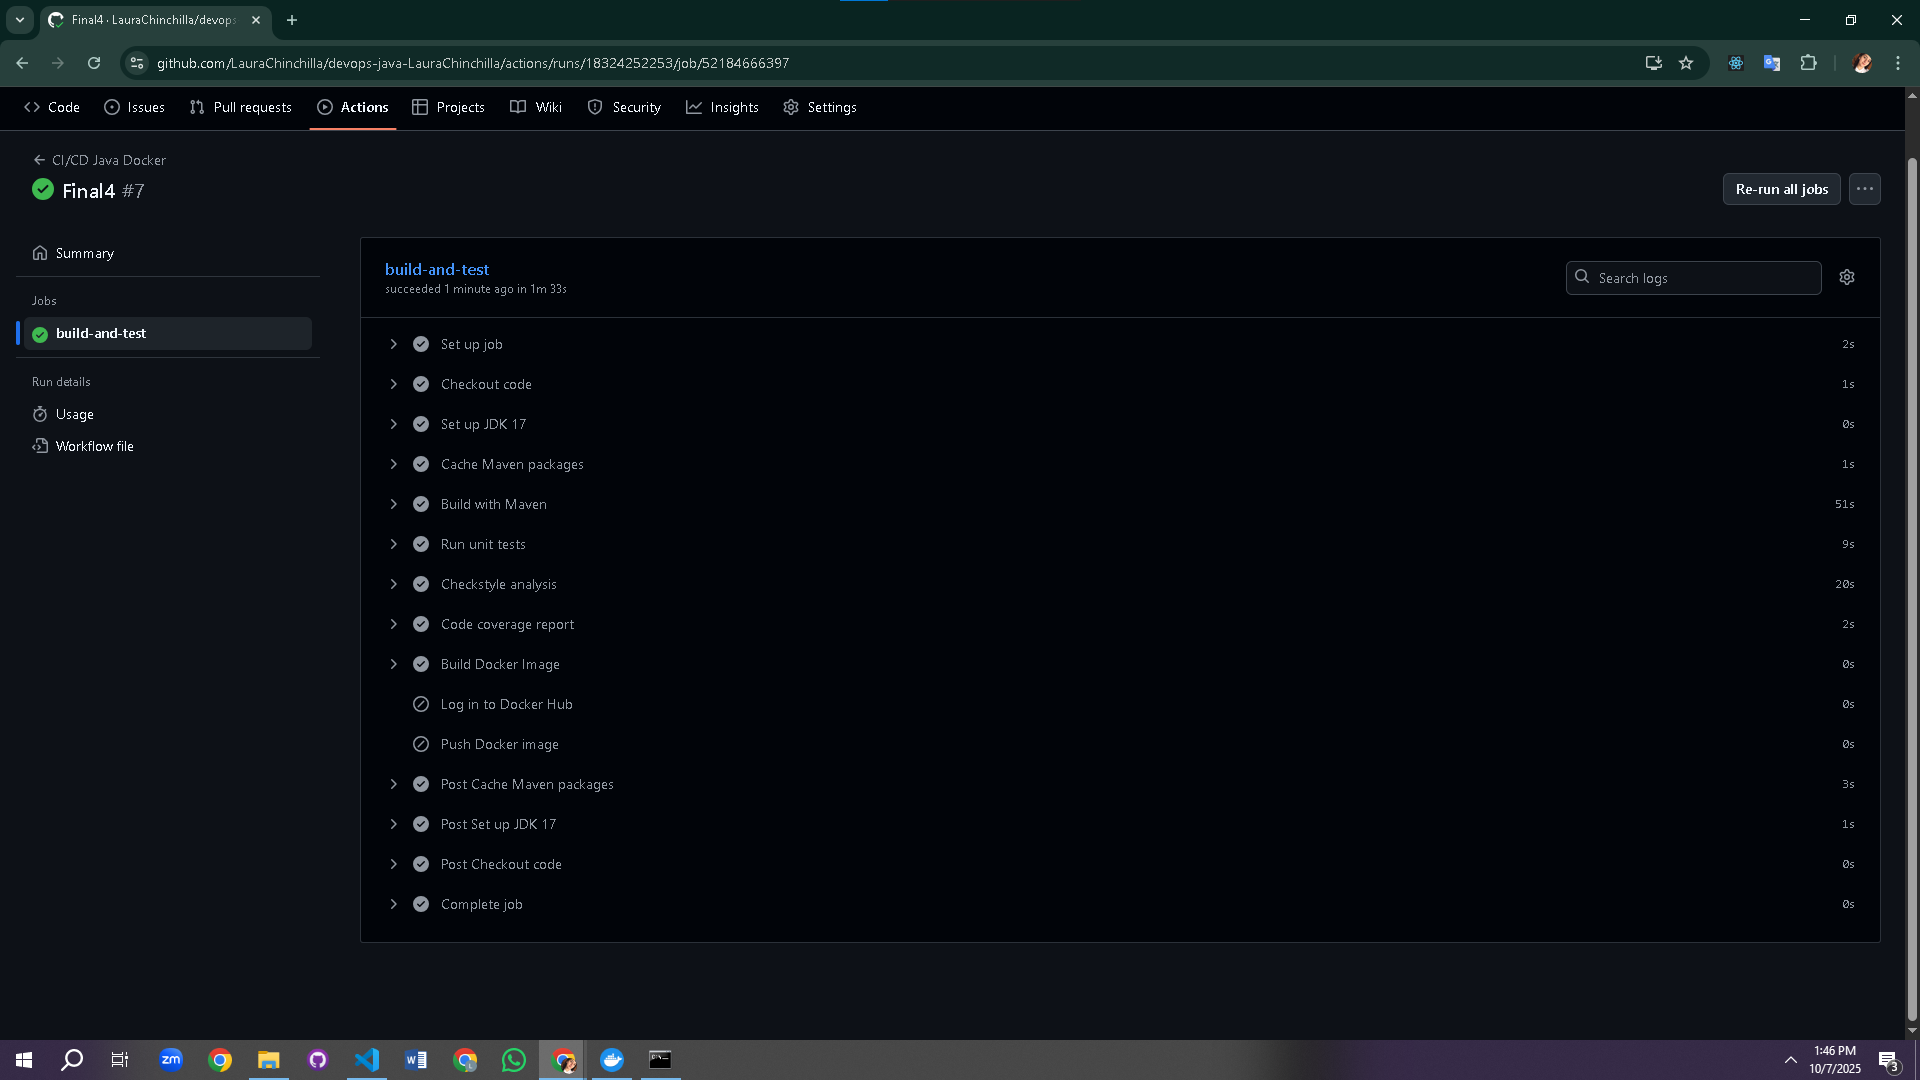 Final4 · LauraChinchilla/devops
github.com/LauraChinchilla/devops-java-LauraChinchilla/actions/runs/18324252253/job/52184666397
Code Issues Pull requests Actions Projects Wiki Security Insights Settings
CI/CD Java Docker
Final4 #7
Re-run all jobs
Summary
Jobs
build-and-test
Run details
Usage
Workflow file
build-and-test
succeeded 1 minute ago in 1m 33s
Search logs
Set up job 2s
Checkout code 1s
Set up JDK 17 0s
Cache Maven packages 1s
Build with Maven 51s
Run unit tests 9s
Checkstyle analysis 20s
Code coverage report 2s
Build Docker Image 0s
Log in to Docker Hub 0s
Push Docker image 0s
Post Cache Maven packages 3s
Post Set up JDK 17 1s
Post Checkout code 0s
Complete job 0s
zm
1:46 PM
10/7/2025
3